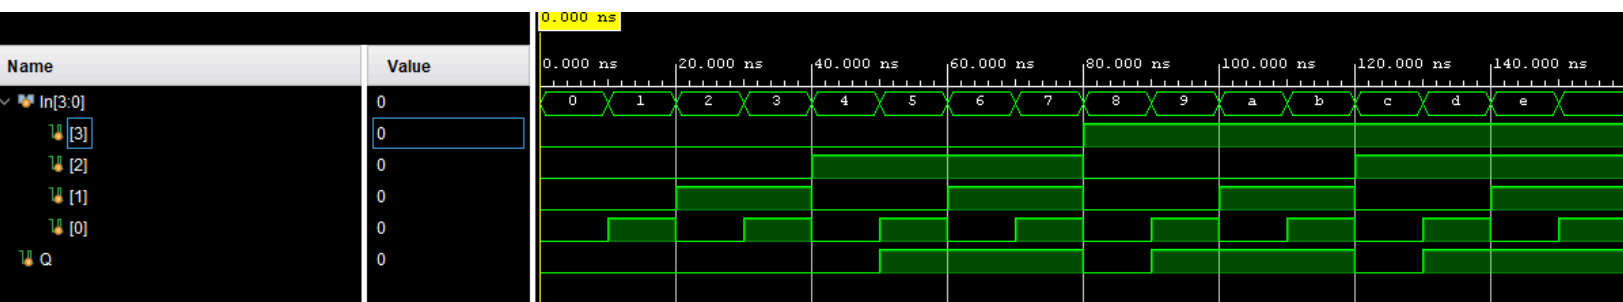 0.000 ns
Name Value 0.000 ns 20.000 ns 40.000 ns 60.000 ns 80.000 ns 100.000 ns 120.000 ns 140.000 ns
In[3:0] 0 0 1 2 3 4 5 6 7 8 9 a b c d e
[3] 0
[2] 0
[1] 0
[0] 0
Q 0